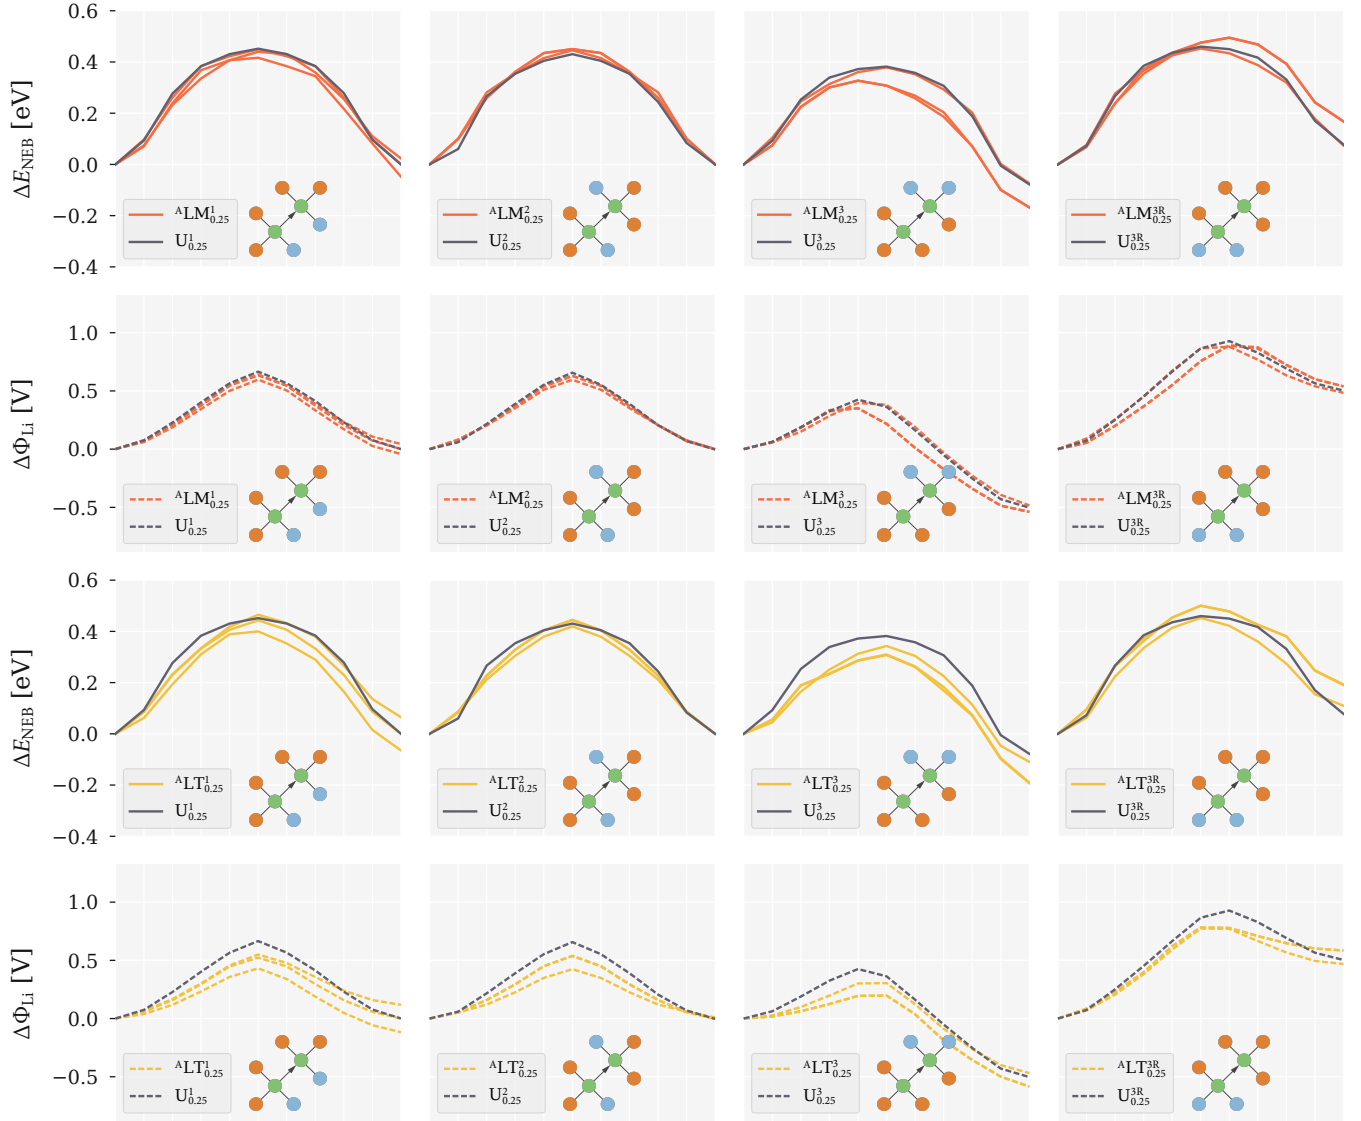 0.6
0.4
0.2
0.0
−0.2
−0.4
ΔE_NEB [eV]
ᴬLM¹₀.₂₅
U¹₀.₂₅
ᴬLM²₀.₂₅
U²₀.₂₅
ᴬLM³₀.₂₅
U³₀.₂₅
ᴬLM³ᴿ₀.₂₅
U³ᴿ₀.₂₅
1.0
0.5
0.0
−0.5
ΔΦ_Li [V]
ᴬLM¹₀.₂₅
U¹₀.₂₅
ᴬLM²₀.₂₅
U²₀.₂₅
ᴬLM³₀.₂₅
U³₀.₂₅
ᴬLM³ᴿ₀.₂₅
U³ᴿ₀.₂₅
0.6
0.4
0.2
0.0
−0.2
−0.4
ΔE_NEB [eV]
ᴬLT¹₀.₂₅
U¹₀.₂₅
ᴬLT²₀.₂₅
U²₀.₂₅
ᴬLT³₀.₂₅
U³₀.₂₅
ᴬLT³ᴿ₀.₂₅
U³ᴿ₀.₂₅
1.0
0.5
0.0
−0.5
ΔΦ_Li [V]
ᴬLT¹₀.₂₅
U¹₀.₂₅
ᴬLT²₀.₂₅
U²₀.₂₅
ᴬLT³₀.₂₅
U³₀.₂₅
ᴬLT³ᴿ₀.₂₅
U³ᴿ₀.₂₅